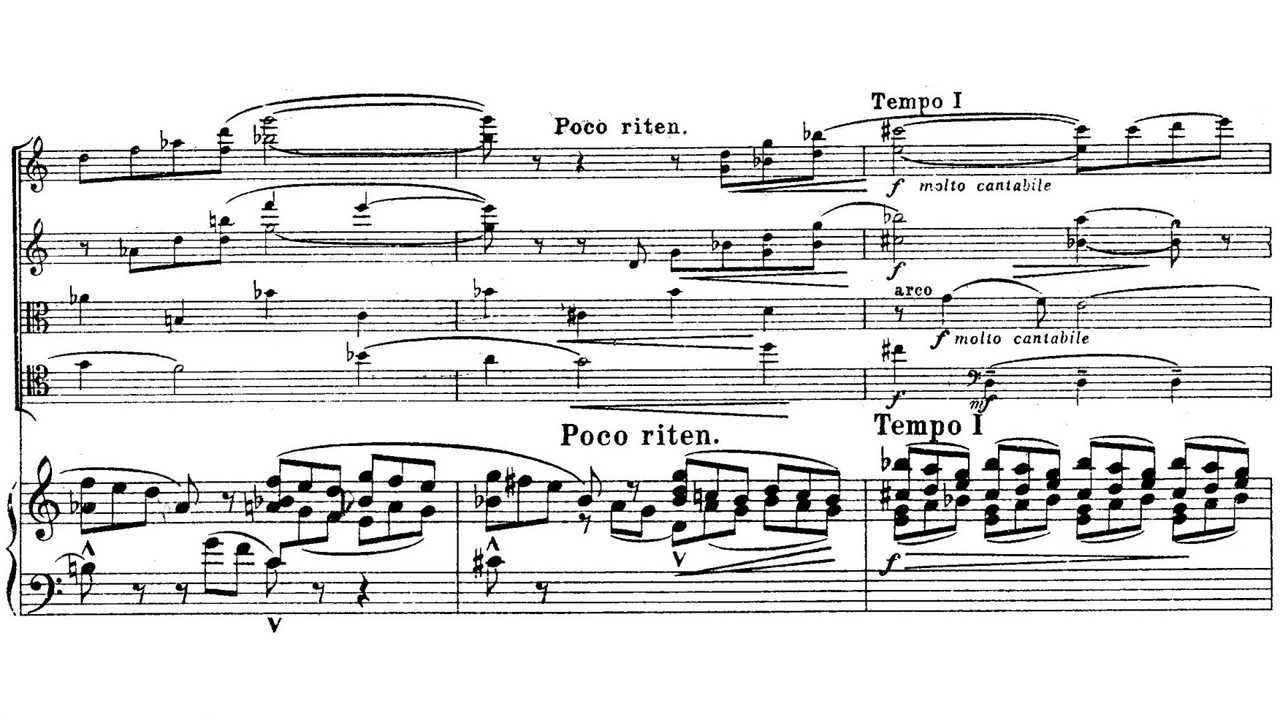 Tempo I
Poco riten.
f molto cantabile
f
arco
f molto cantabile
f
mf
Poco riten.
Tempo I
f